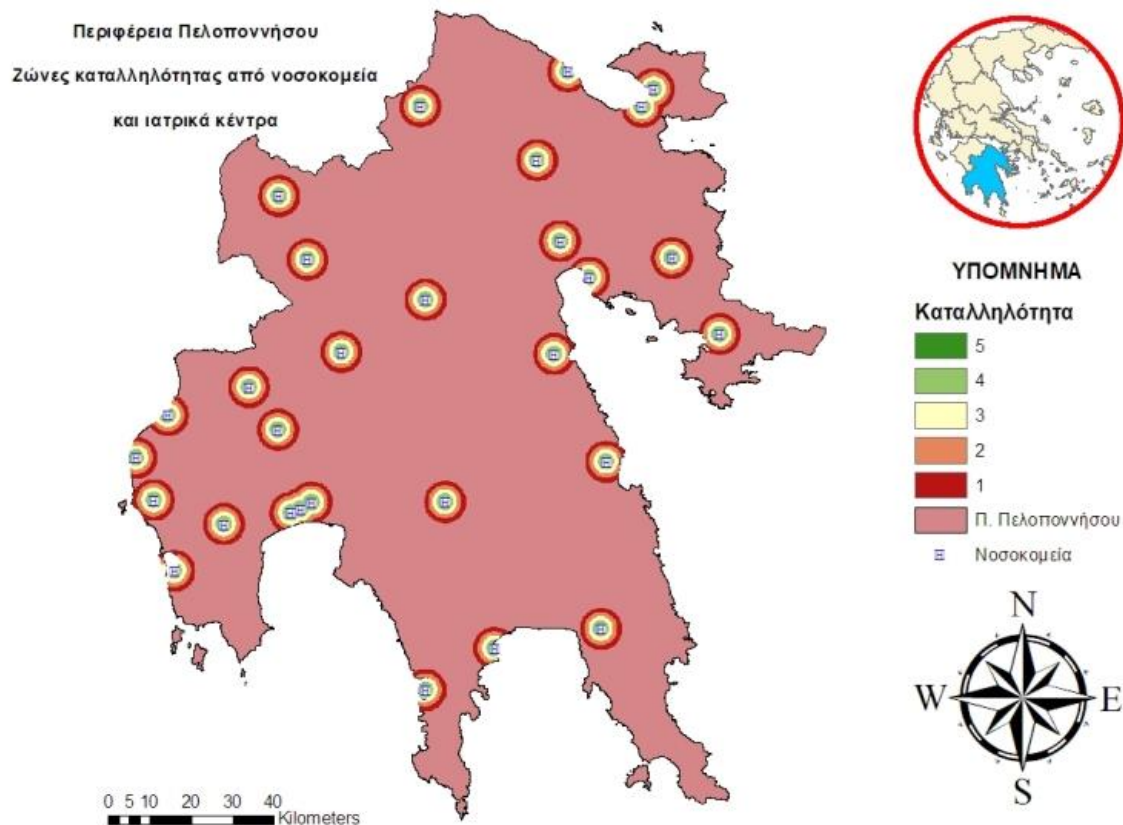 Περιφέρεια Πελοποννήσου
Ζώνες καταλληλότητας από νοσοκομεία
και ιατρικά κέντρα
ΥΠΟΜΝΗΜΑ
Καταλληλότητα
5
4
3
2
1
Π. Πελοποννήσου
Νοσοκομεία
N
W E
S
0 5 10 20 30 40
Kilometers